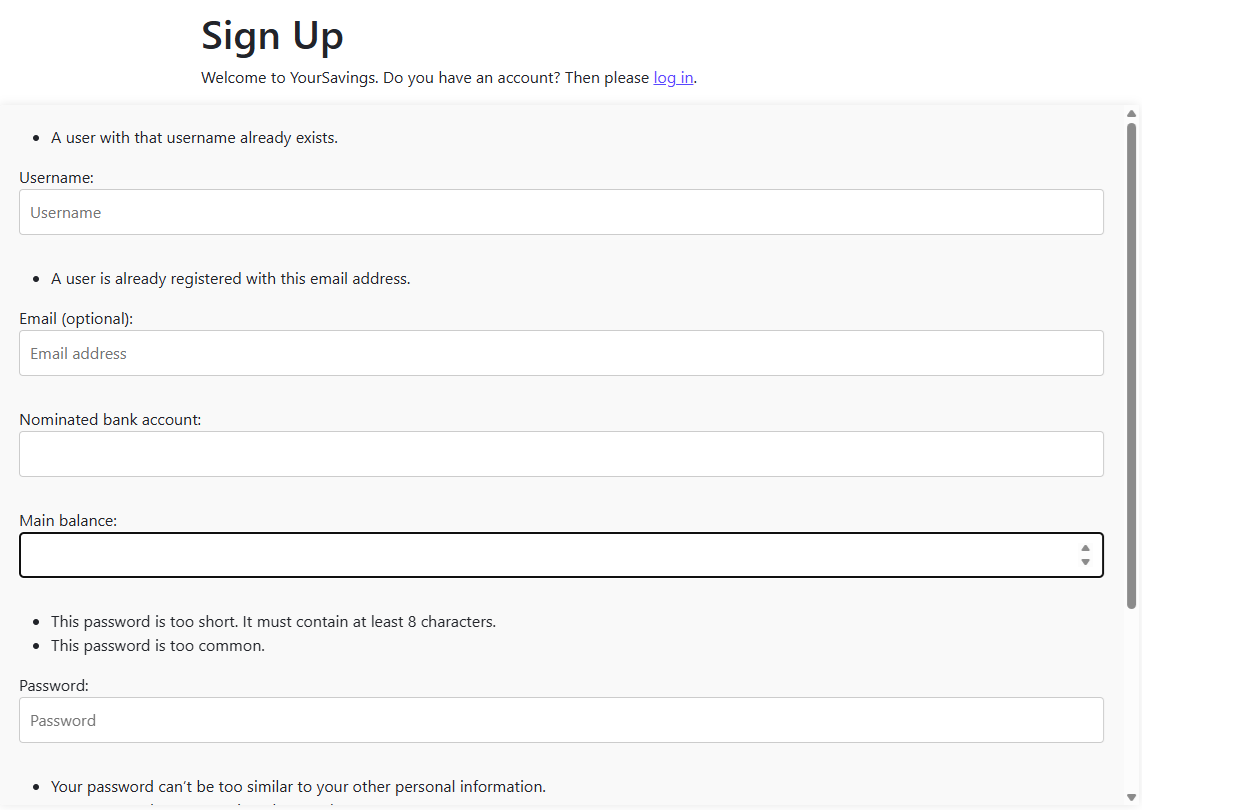 Sign Up
Welcome to YourSavings. Do you have an account? Then please log in.
A user with that username already exists.
Username:
Username
A user is already registered with this email address.
Email (optional):
Email address
Nominated bank account:
Main balance:
This password is too short. It must contain at least 8 characters.
This password is too common.
Password:
Password
Your password can’t be too similar to your other personal information.